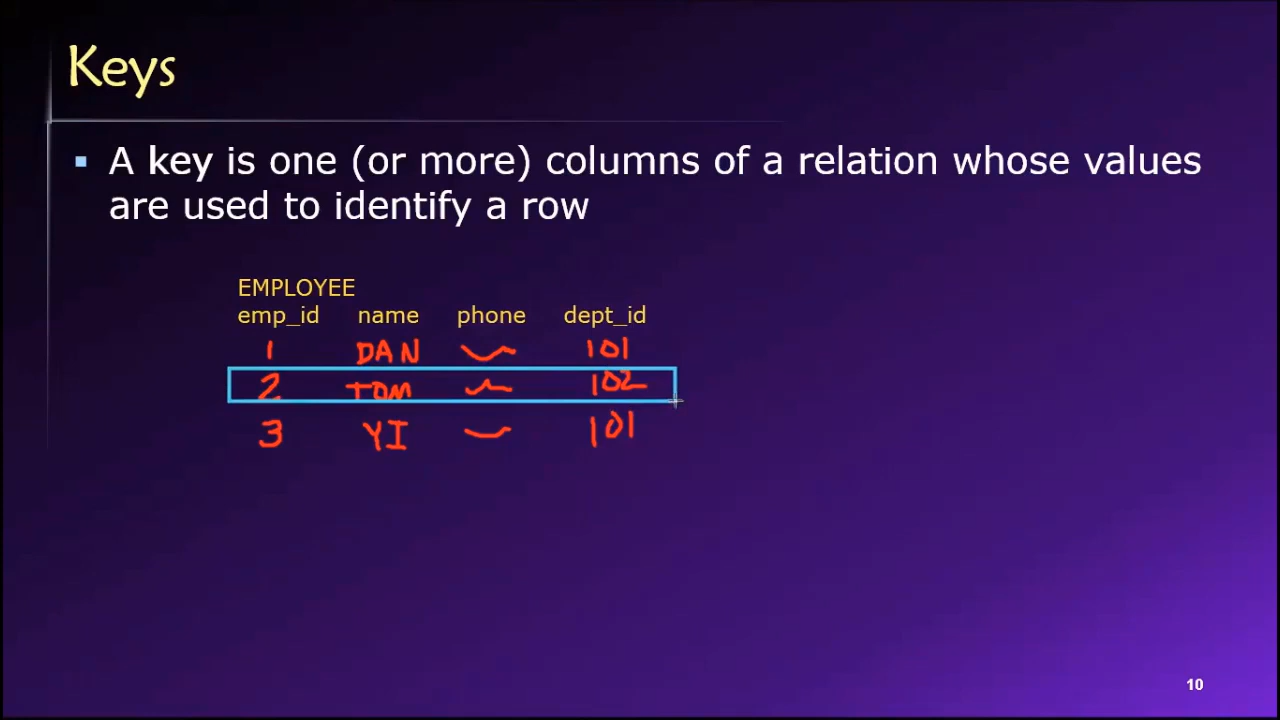 Keys
A key is one (or more) columns of a relation whose values
are used to identify a row
EMPLOYEE
emp_id name phone dept_id
1 DAN 101
2 TOM 102
3 YI 101
10